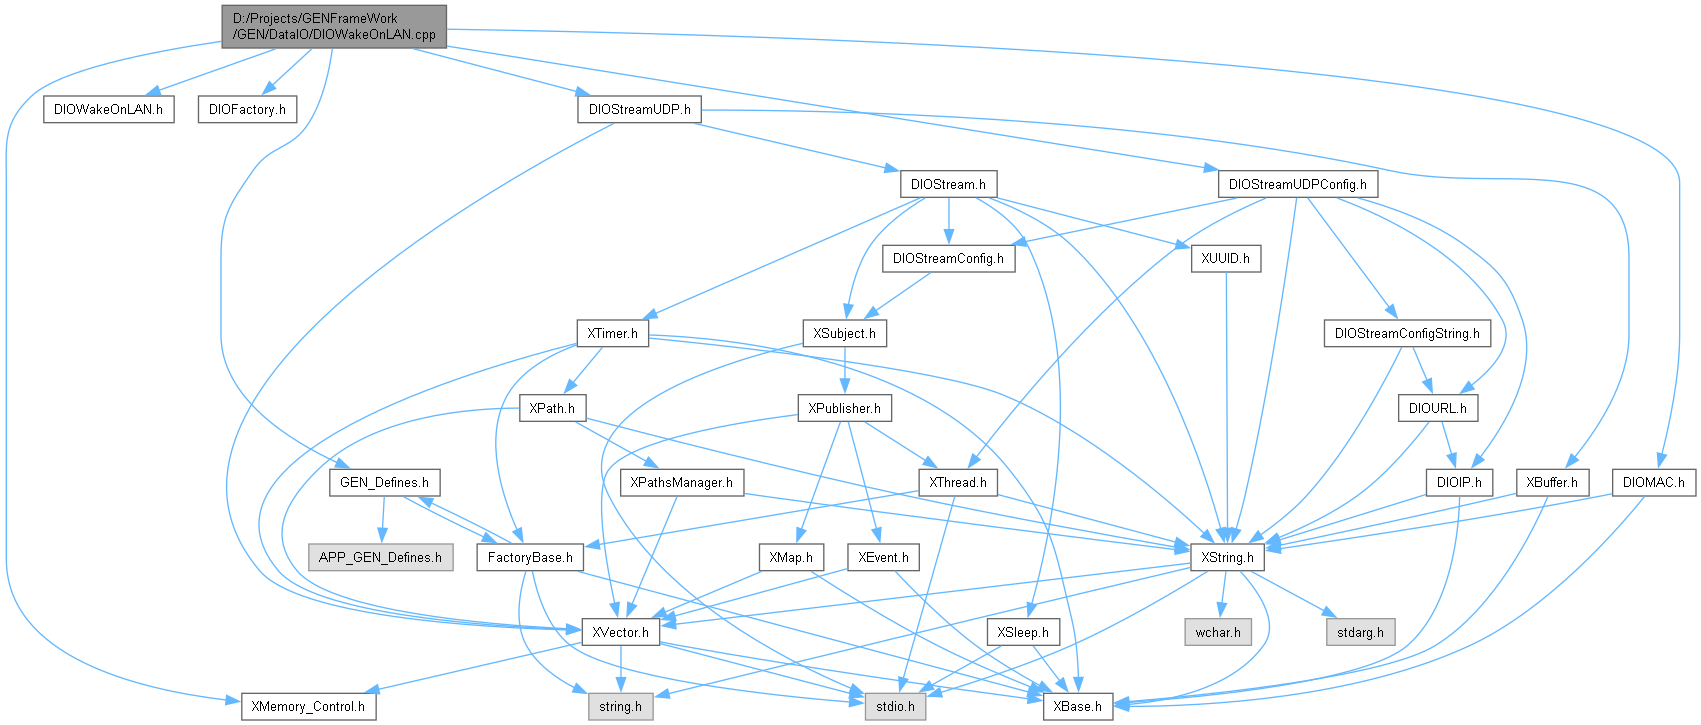 D:/Projects/GENFrameWork
/GEN/DataIO/DIOWakeOnLAN.cpp
DIOWakeOnLAN.h
DIOFactory.h
DIOStreamUDP.h
DIOStream.h
DIOStreamUDPConfig.h
DIOStreamConfig.h
XUUID.h
XTimer.h
XSubject.h
DIOStreamConfigString.h
XPath.h
XPublisher.h
DIOURL.h
GEN_Defines.h
XPathsManager.h
XThread.h
DIOIP.h
XBuffer.h
DIOMAC.h
APP_GEN_Defines.h
FactoryBase.h
XMap.h
XEvent.h
XString.h
XVector.h
XSleep.h
wchar.h
stdarg.h
XMemory_Control.h
string.h
stdio.h
XBase.h